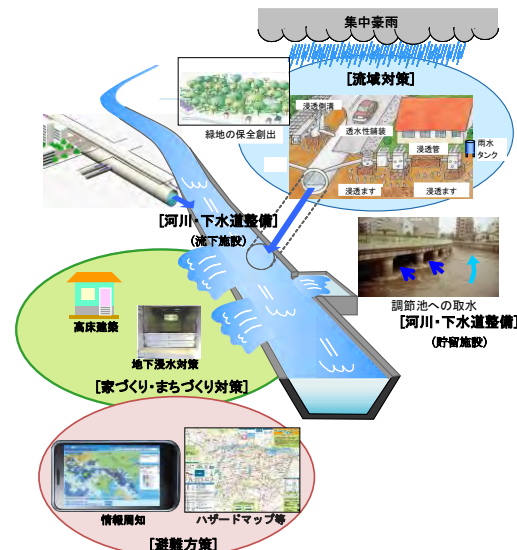 集中豪雨
[流域対策]
浸透側溝
透水性舗装
浸透管
雨水
タンク
浸透ます
浸透ます
緑地の保全創出
[河川・下水道整備]
(流下施設)
調節池への取水
[河川・下水道整備]
(貯留施設)
高床建築
地下浸水対策
[家づくり・まちづくり対策]
情報周知
ハザードマップ等
[避難方策]